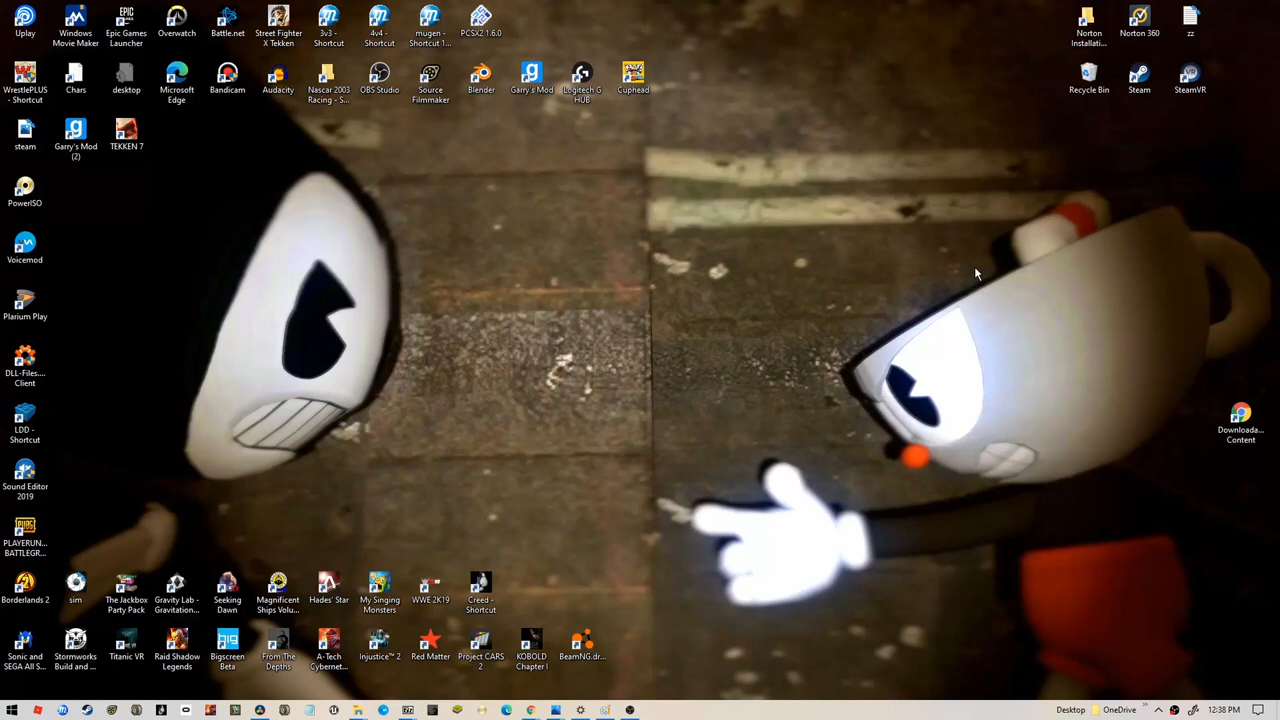 Uplay
Windows
Movie Maker
Epic Games
Launcher
Overwatch
Battle.net
Street Fighter
X Tekken
3v3 -
Shortcut
4v4 -
Shortcut
mugen -
Shortcut 1...
PCSX2 1.6.0
Norton
Installati...
Norton 360
zz
WrestlePLUS
- Shortcut
Chars
desktop
Microsoft
Edge
Bandicam
Audacity
Nascar 2003
Racing - S...
OBS Studio
Source
Filmmaker
Blender
Garry's Mod
Logitech G
HUB
Cuphead
Recycle Bin
Steam
SteamVR
steam
Garry's Mod
(2)
TEKKEN 7
PowerISO
Voicemod
Plarium Play
DLL-Files....
Client
LDD -
Shortcut
Downloada...
Content
Sound Editor
2019
PLAYERUN...
BATTLEGR...
Borderlands 2
sim
The Jackbox
Party Pack
Gravity Lab -
Gravitation...
Seeking
Dawn
Magnificent
Ships Volu...
Hades' Star
My Singing
Monsters
WWE 2K19
Creed -
Shortcut
Sonic and
SEGA All S...
Stormworks
Build and ...
Titanic VR
Raid Shadow
Legends
Bigscreen
Beta
From The
Depths
A-Tech
Cybernet...
Injustice™ 2
Red Matter
Project CARS
2
KOBOLD
Chapter I
BeamNG.dr...
Desktop
OneDrive
12:38 PM